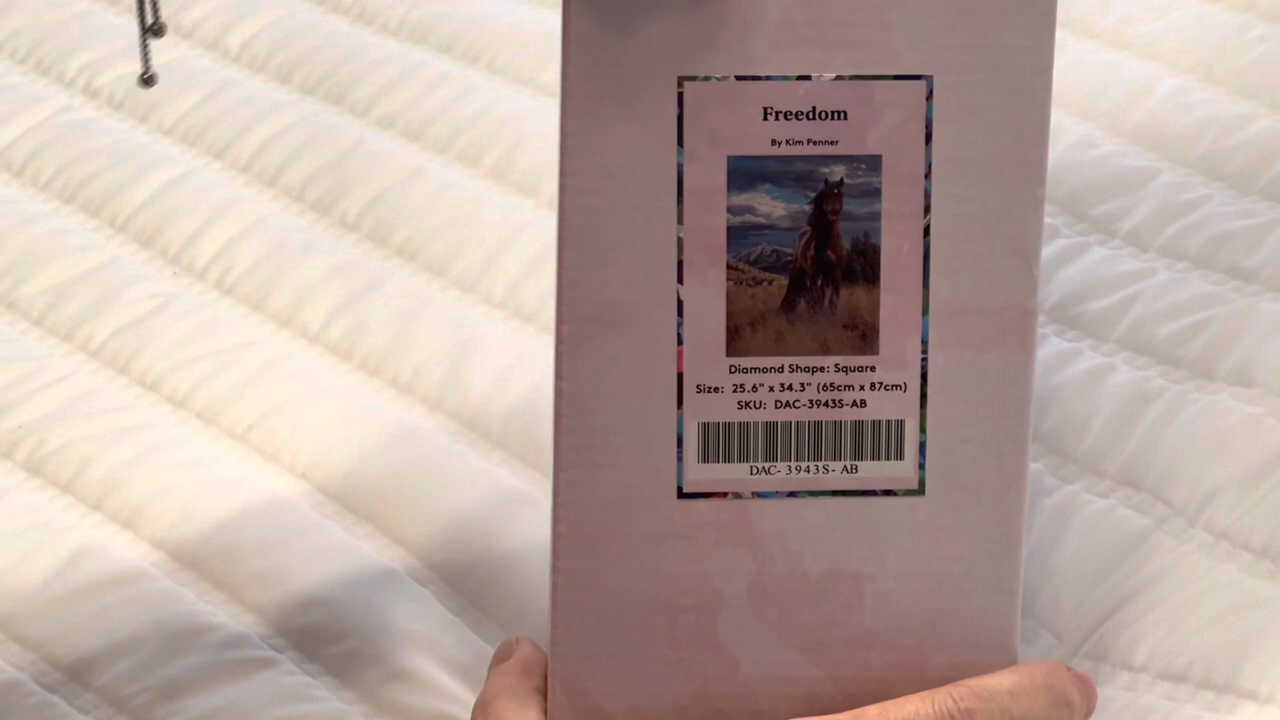 Freedom
By Kim Penner
Diamond Shape: Square
Size: 25.6" x 34.3" (65cm x 87cm)
SKU: DAC-3943S-AB
DAC- 3943S- AB